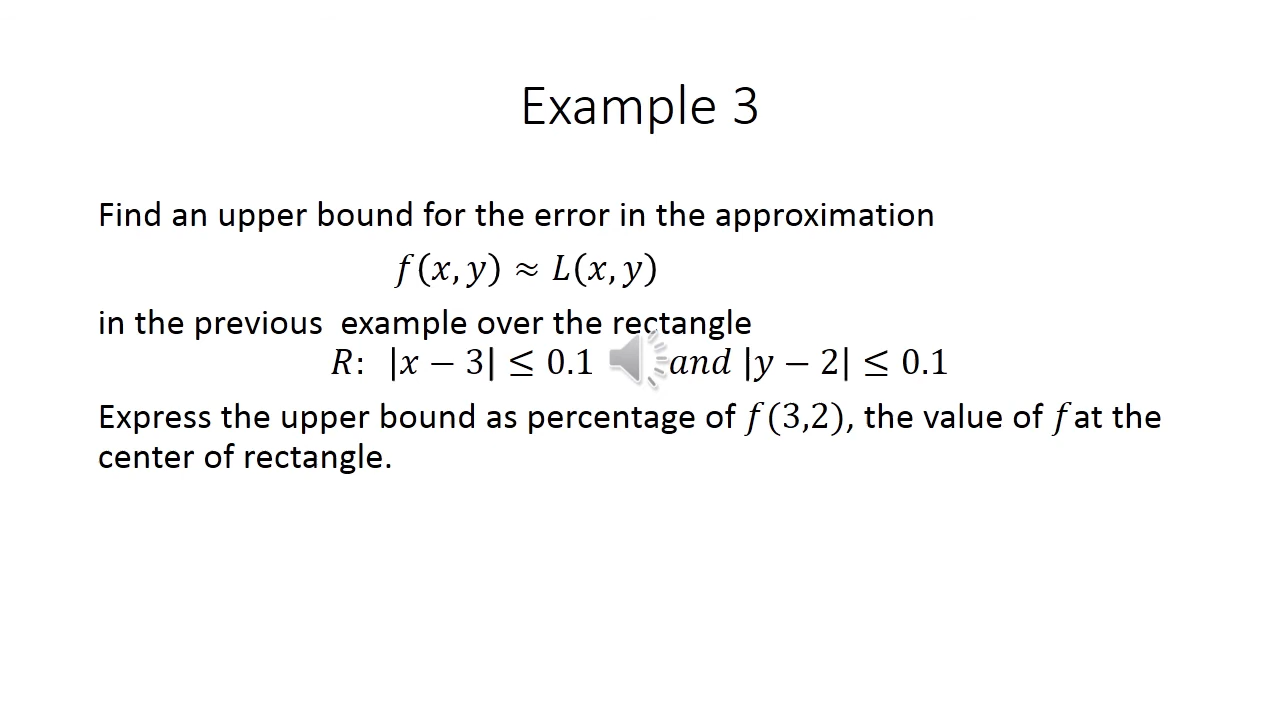 Example 3
Find an upper bound for the error in the approximation
f(x, y) ≈ L(x, y)
in the previous  example over the rectangle
R:  |x − 3| ≤ 0.1 and |y − 2| ≤ 0.1
Express the upper bound as percentage of f(3,2), the value of f at the
center of rectangle.